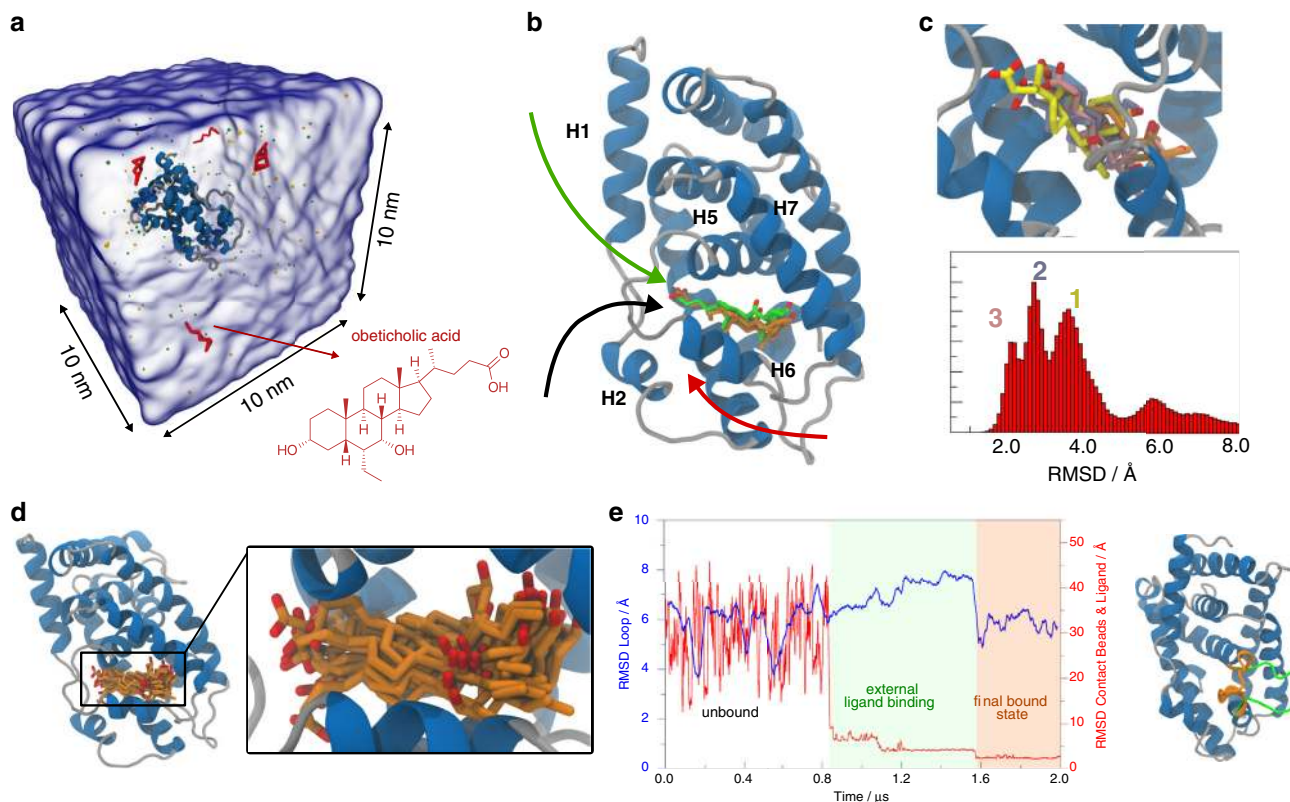 a
10 nm
10 nm
10 nm
obeticholic acid
H
O
OH
H
H
H
HO
OH
H
b
H1
H5
H7
H6
H2
c
2
1
3
2.0
4.0
6.0
8.0
RMSD / Å
d
e
RMSD Loop / Å
10
8
6
4
2
0
unbound
external
ligand binding
final bound
state
50
40
30
20
10
0
RMSD Contact Beads & Ligand / Å
0.0
0.4
0.8
1.2
1.6
2.0
Time / μs